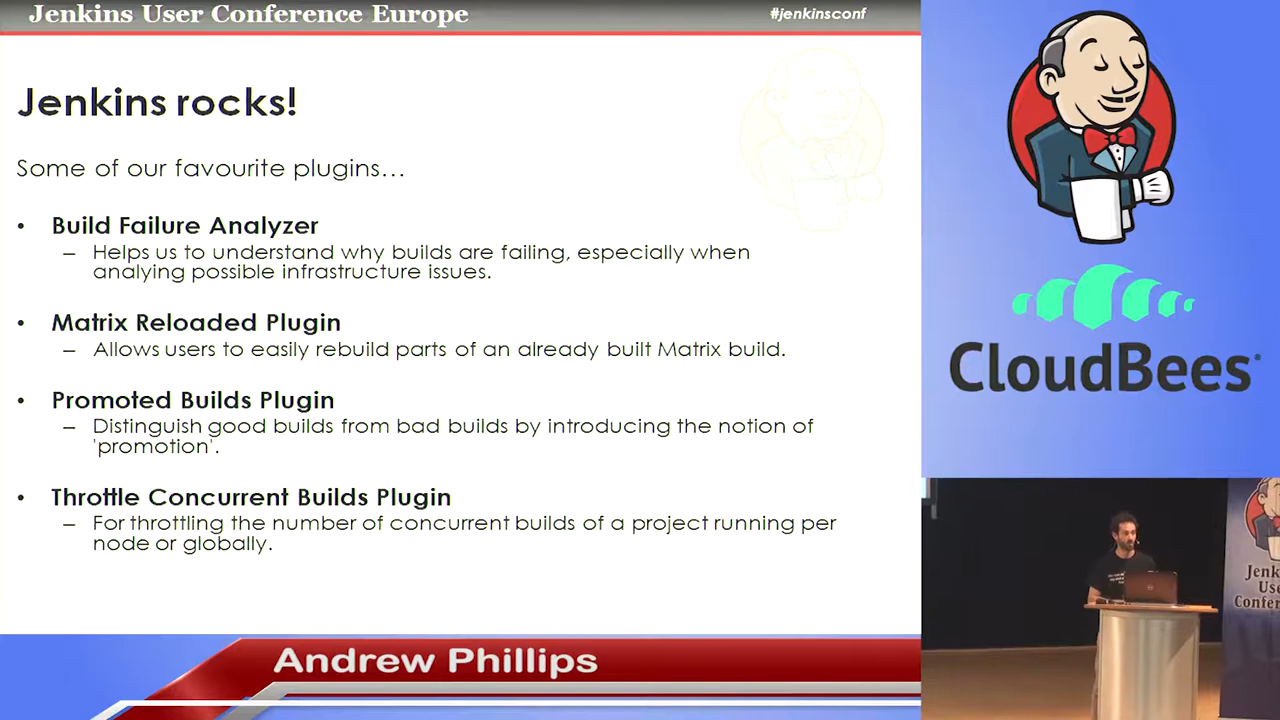 Jenkins User Conference Europe
#jenkinsconf
Jenkins rocks!
Some of our favourite plugins…
• Build Failure Analyzer
– Helps us to understand why builds are failing, especially when
analying possible infrastructure issues.
• Matrix Reloaded Plugin
– Allows users to easily rebuild parts of an already built Matrix build.
• Promoted Builds Plugin
– Distinguish good builds from bad builds by introducing the notion of
'promotion'.
• Throttle Concurrent Builds Plugin
– For throttling the number of concurrent builds of a project running per
node or globally.
Andrew Phillips
CloudBees